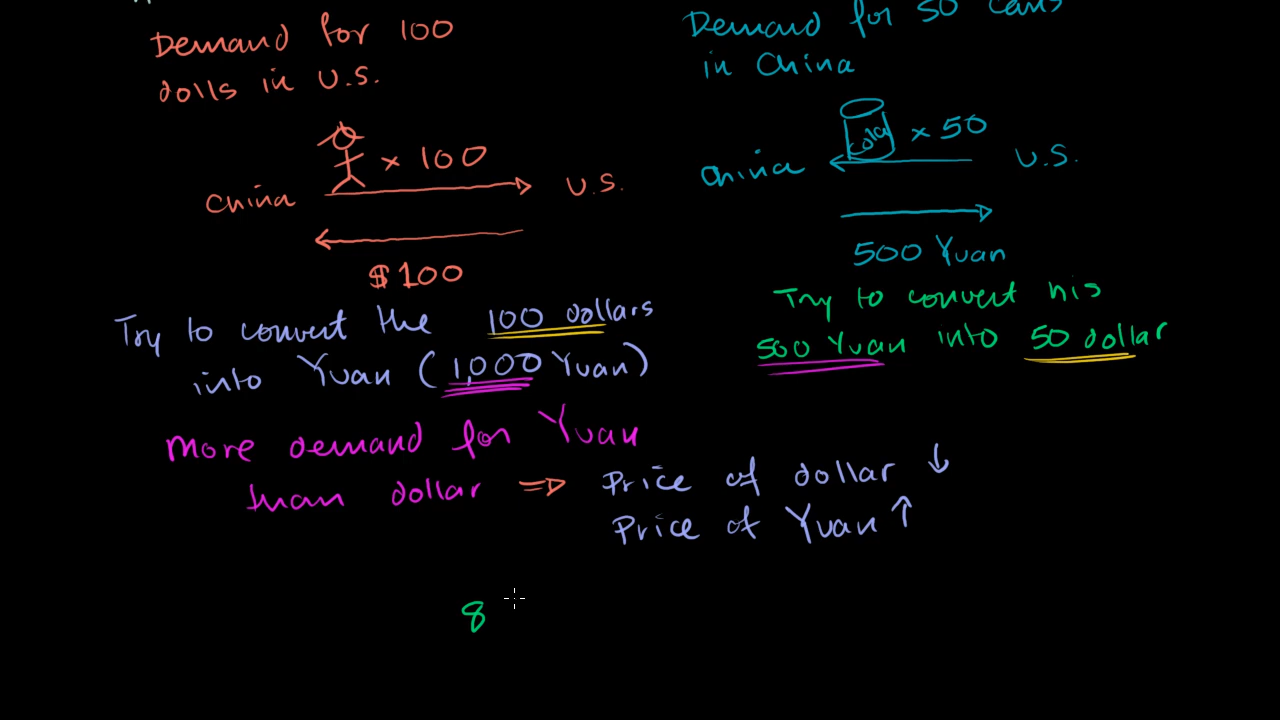 Demand for 100
dolls in U.S.
China × 100 U.S.
$100
Demand for 50 cans
in China
China cola × 50 U.S.
500 Yuan
Try to convert the 100 dollars
into Yuan (1,000 Yuan)
Try to convert his
500 Yuan into 50 dollar
More demand for Yuan
than dollar ⇒ Price of dollar ↓
Price of Yuan ↑
8